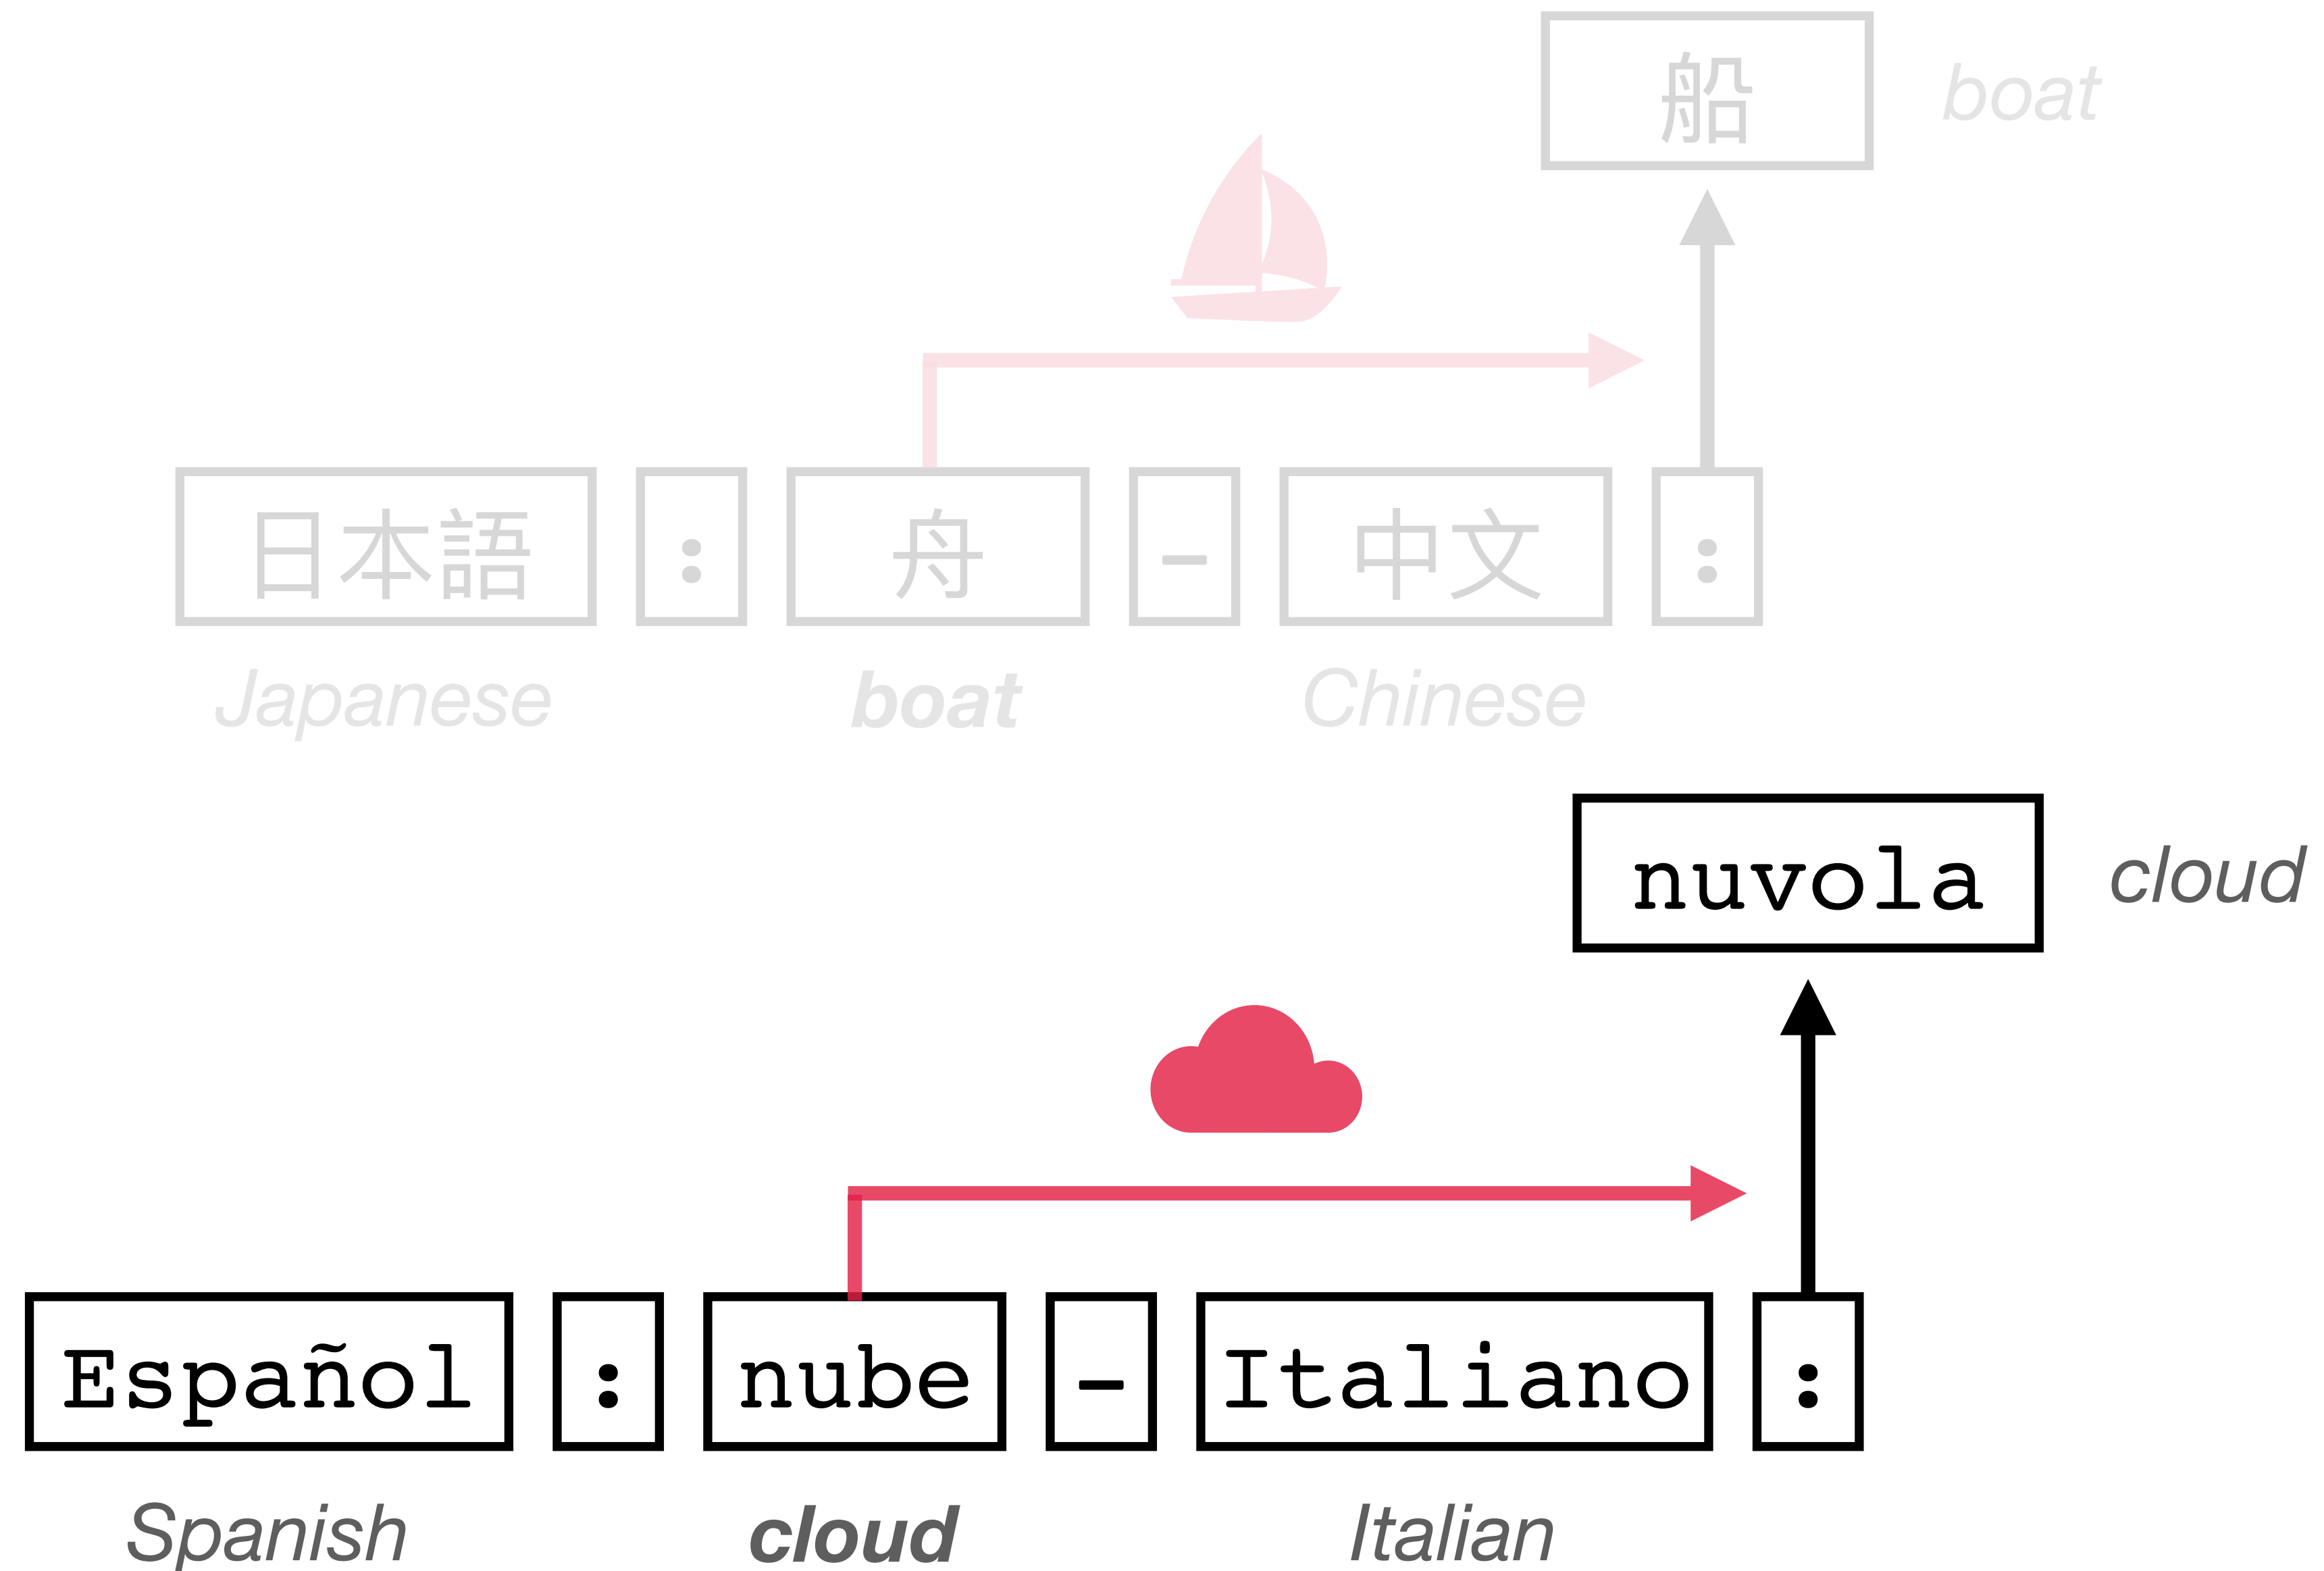 船 boat
日本語 : 舟 - 中文 :
Japanese boat Chinese
nuvola cloud
Español : nube - Italiano :
Spanish cloud Italian